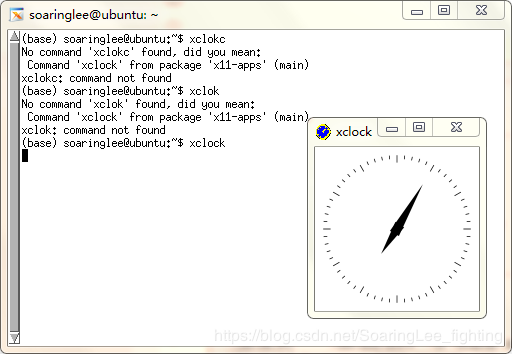 soaringlee@ubuntu: ~
(base) soaringlee@ubuntu:~$ xclokc
No command 'xclokc' found, did you mean:
 Command 'xclock' from package 'x11-apps' (main)
xclokc: command not found
(base) soaringlee@ubuntu:~$ xclok
No command 'xclok' found, did you mean:
 Command 'xclock' from package 'x11-apps' (main)
xclok: command not found
(base) soaringlee@ubuntu:~$ xclock
xclock
https://blog.csdn.net/SoaringLee_fighting